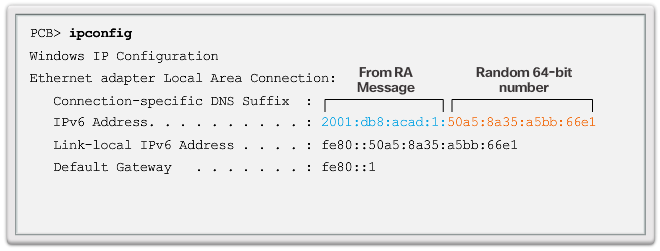 PCB> ipconfig
Windows IP Configuration
Ethernet adapter Local Area Connection:
From RA
Message
Random 64-bit
number
Connection-specific DNS Suffix :
IPv6 Address. . . . . . . . . . : 2001:db8:acad:1:50a5:8a35:a5bb:66e1
Link-local IPv6 Address . . . . : fe80::50a5:8a35:a5bb:66e1
Default Gateway . . . . . . . : fe80::1